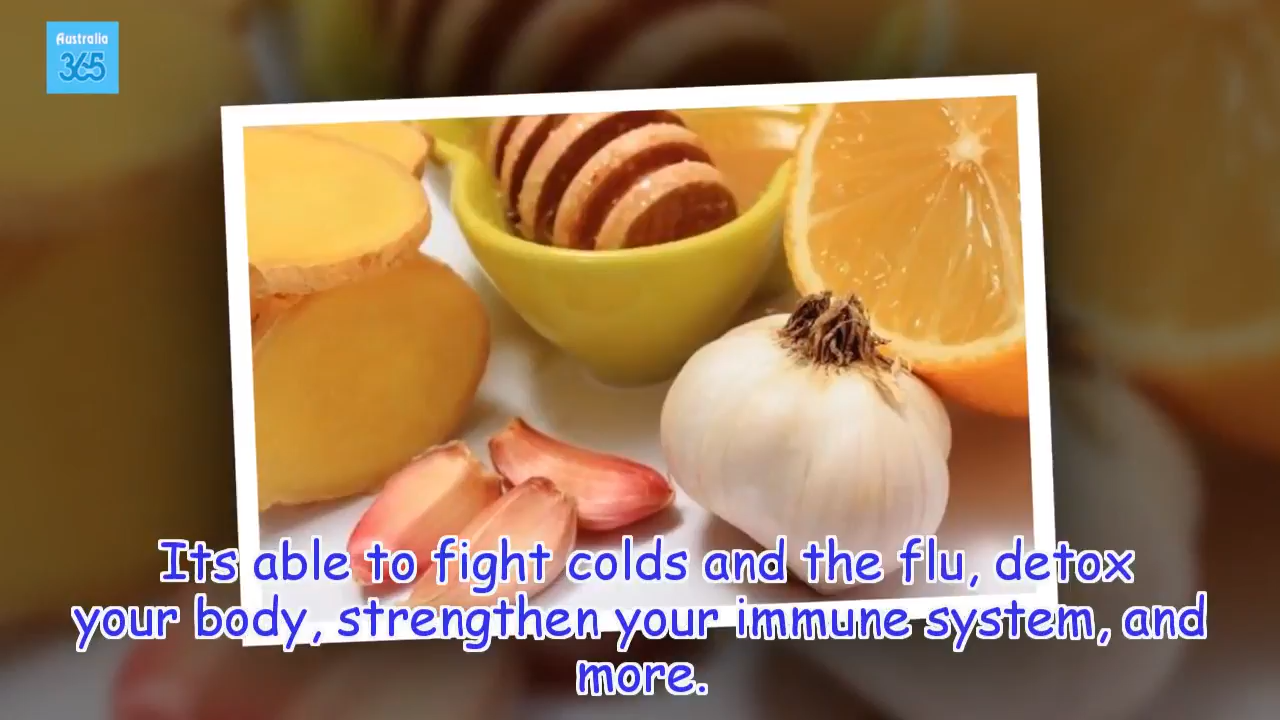 Australia
365
Its able to fight colds and the flu, detox
your body, strengthen your immune system, and
more.